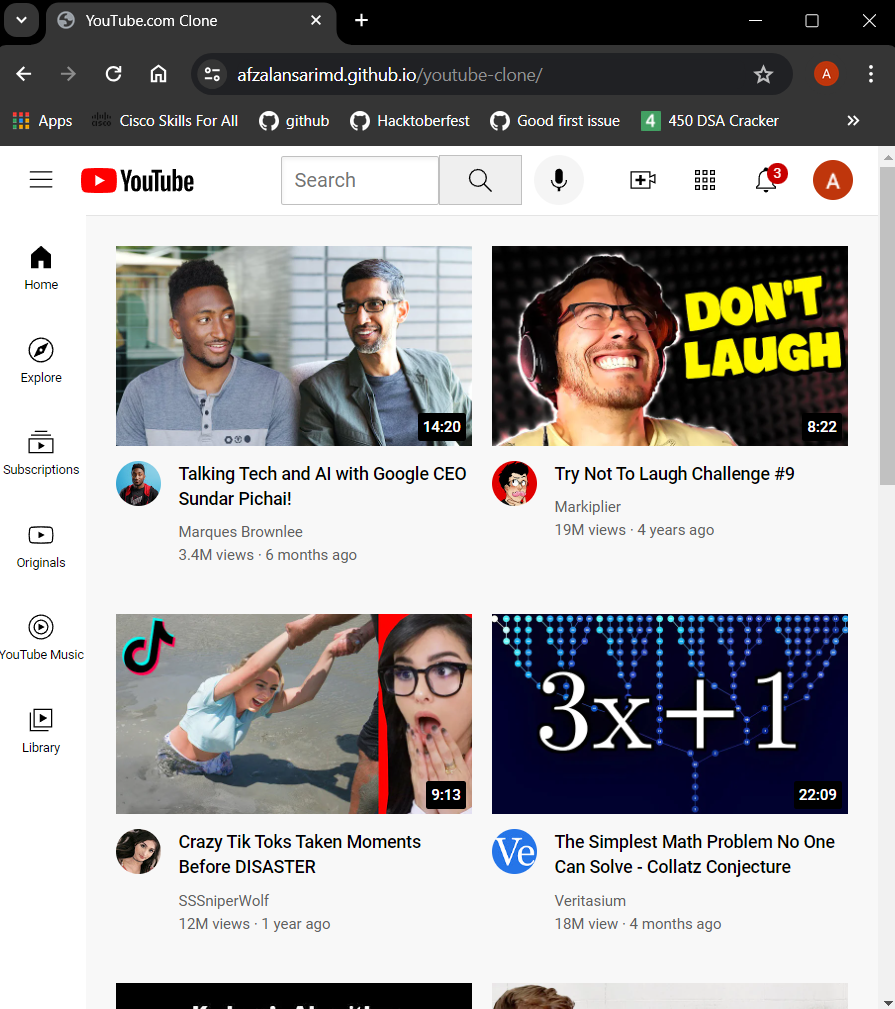 YouTube.com Clone
afzalansarimd.github.io/youtube-clone/
A
Apps
Cisco Skills For All
github
Hacktoberfest
Good first issue
4
450 DSA Cracker
YouTube
Search
3
A
Home
Explore
Subscriptions
Originals
YouTube Music
Library
DON'T
LAUGH
14:20
8:22
Talking Tech and AI with Google CEO
Sundar Pichai!
Marques Brownlee
3.4M views · 6 months ago
Try Not To Laugh Challenge #9
Markiplier
19M views · 4 years ago
3x+1
9:13
22:09
Crazy Tik Toks Taken Moments
Before DISASTER
SSSniperWolf
12M views · 1 year ago
Ve
The Simplest Math Problem No One
Can Solve - Collatz Conjecture
Veritasium
18M view · 4 months ago